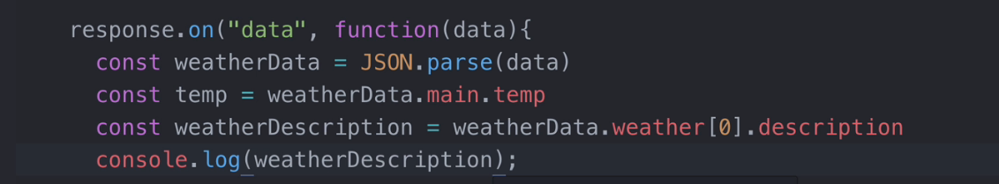 response.on("data", function(data){
const weatherData = JSON.parse(data)
const temp = weatherData.main.temp
const weatherDescription = weatherData.weather[0].description
console.log(weatherDescription);